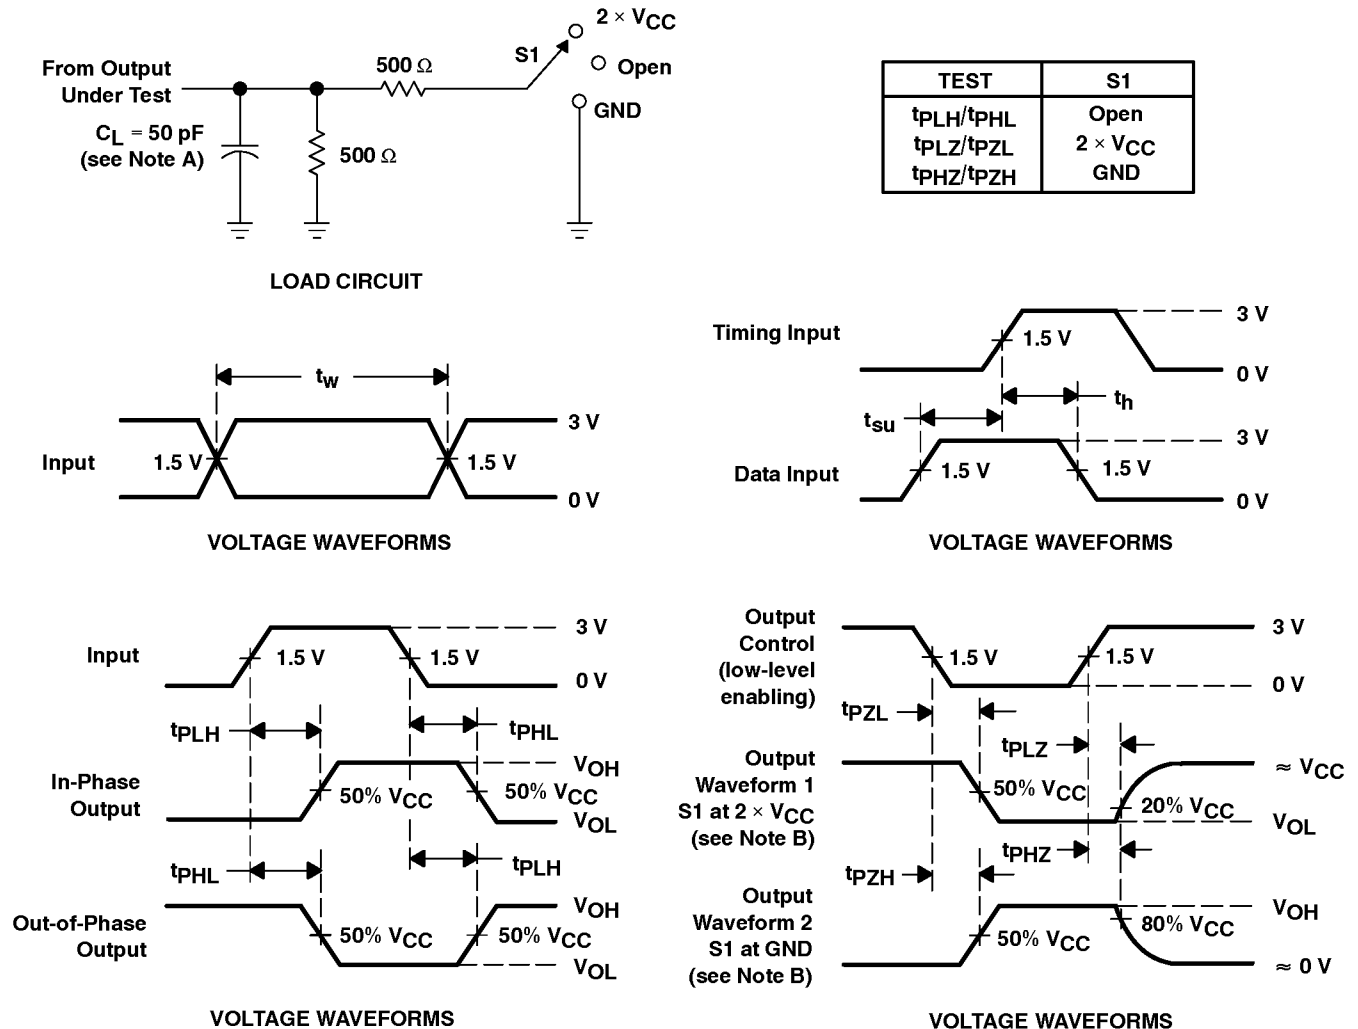 2 × VCC
S1
Open
GND
500 Ω
From Output
Under Test
CL = 50 pF
(see Note A)
500 Ω
LOAD CIRCUIT
TEST S1
tPLH/tPHL Open
tPLZ/tPZL 2 × VCC
tPHZ/tPZH GND
tw
3 V
Input
1.5 V
1.5 V
0 V
VOLTAGE WAVEFORMS
3 V
Timing Input
1.5 V
0 V
th
tsu
3 V
Data Input
1.5 V
1.5 V
0 V
VOLTAGE WAVEFORMS
3 V
Input
1.5 V
1.5 V
0 V
tPLH
tPHL
VOH
In-Phase
Output
50% VCC
50% VCC
VOL
tPHL
tPLH
VOH
Out-of-Phase
Output
50% VCC
50% VCC
VOL
VOLTAGE WAVEFORMS
Output
Control
(low-level
enabling)
3 V
1.5 V
1.5 V
0 V
tPZL
tPLZ
Output
Waveform 1
S1 at 2 × VCC
(see Note B)
≈ VCC
50% VCC
20% VCC
VOL
tPHZ
tPZH
Output
Waveform 2
S1 at GND
(see Note B)
VOH
50% VCC
80% VCC
≈ 0 V
VOLTAGE WAVEFORMS